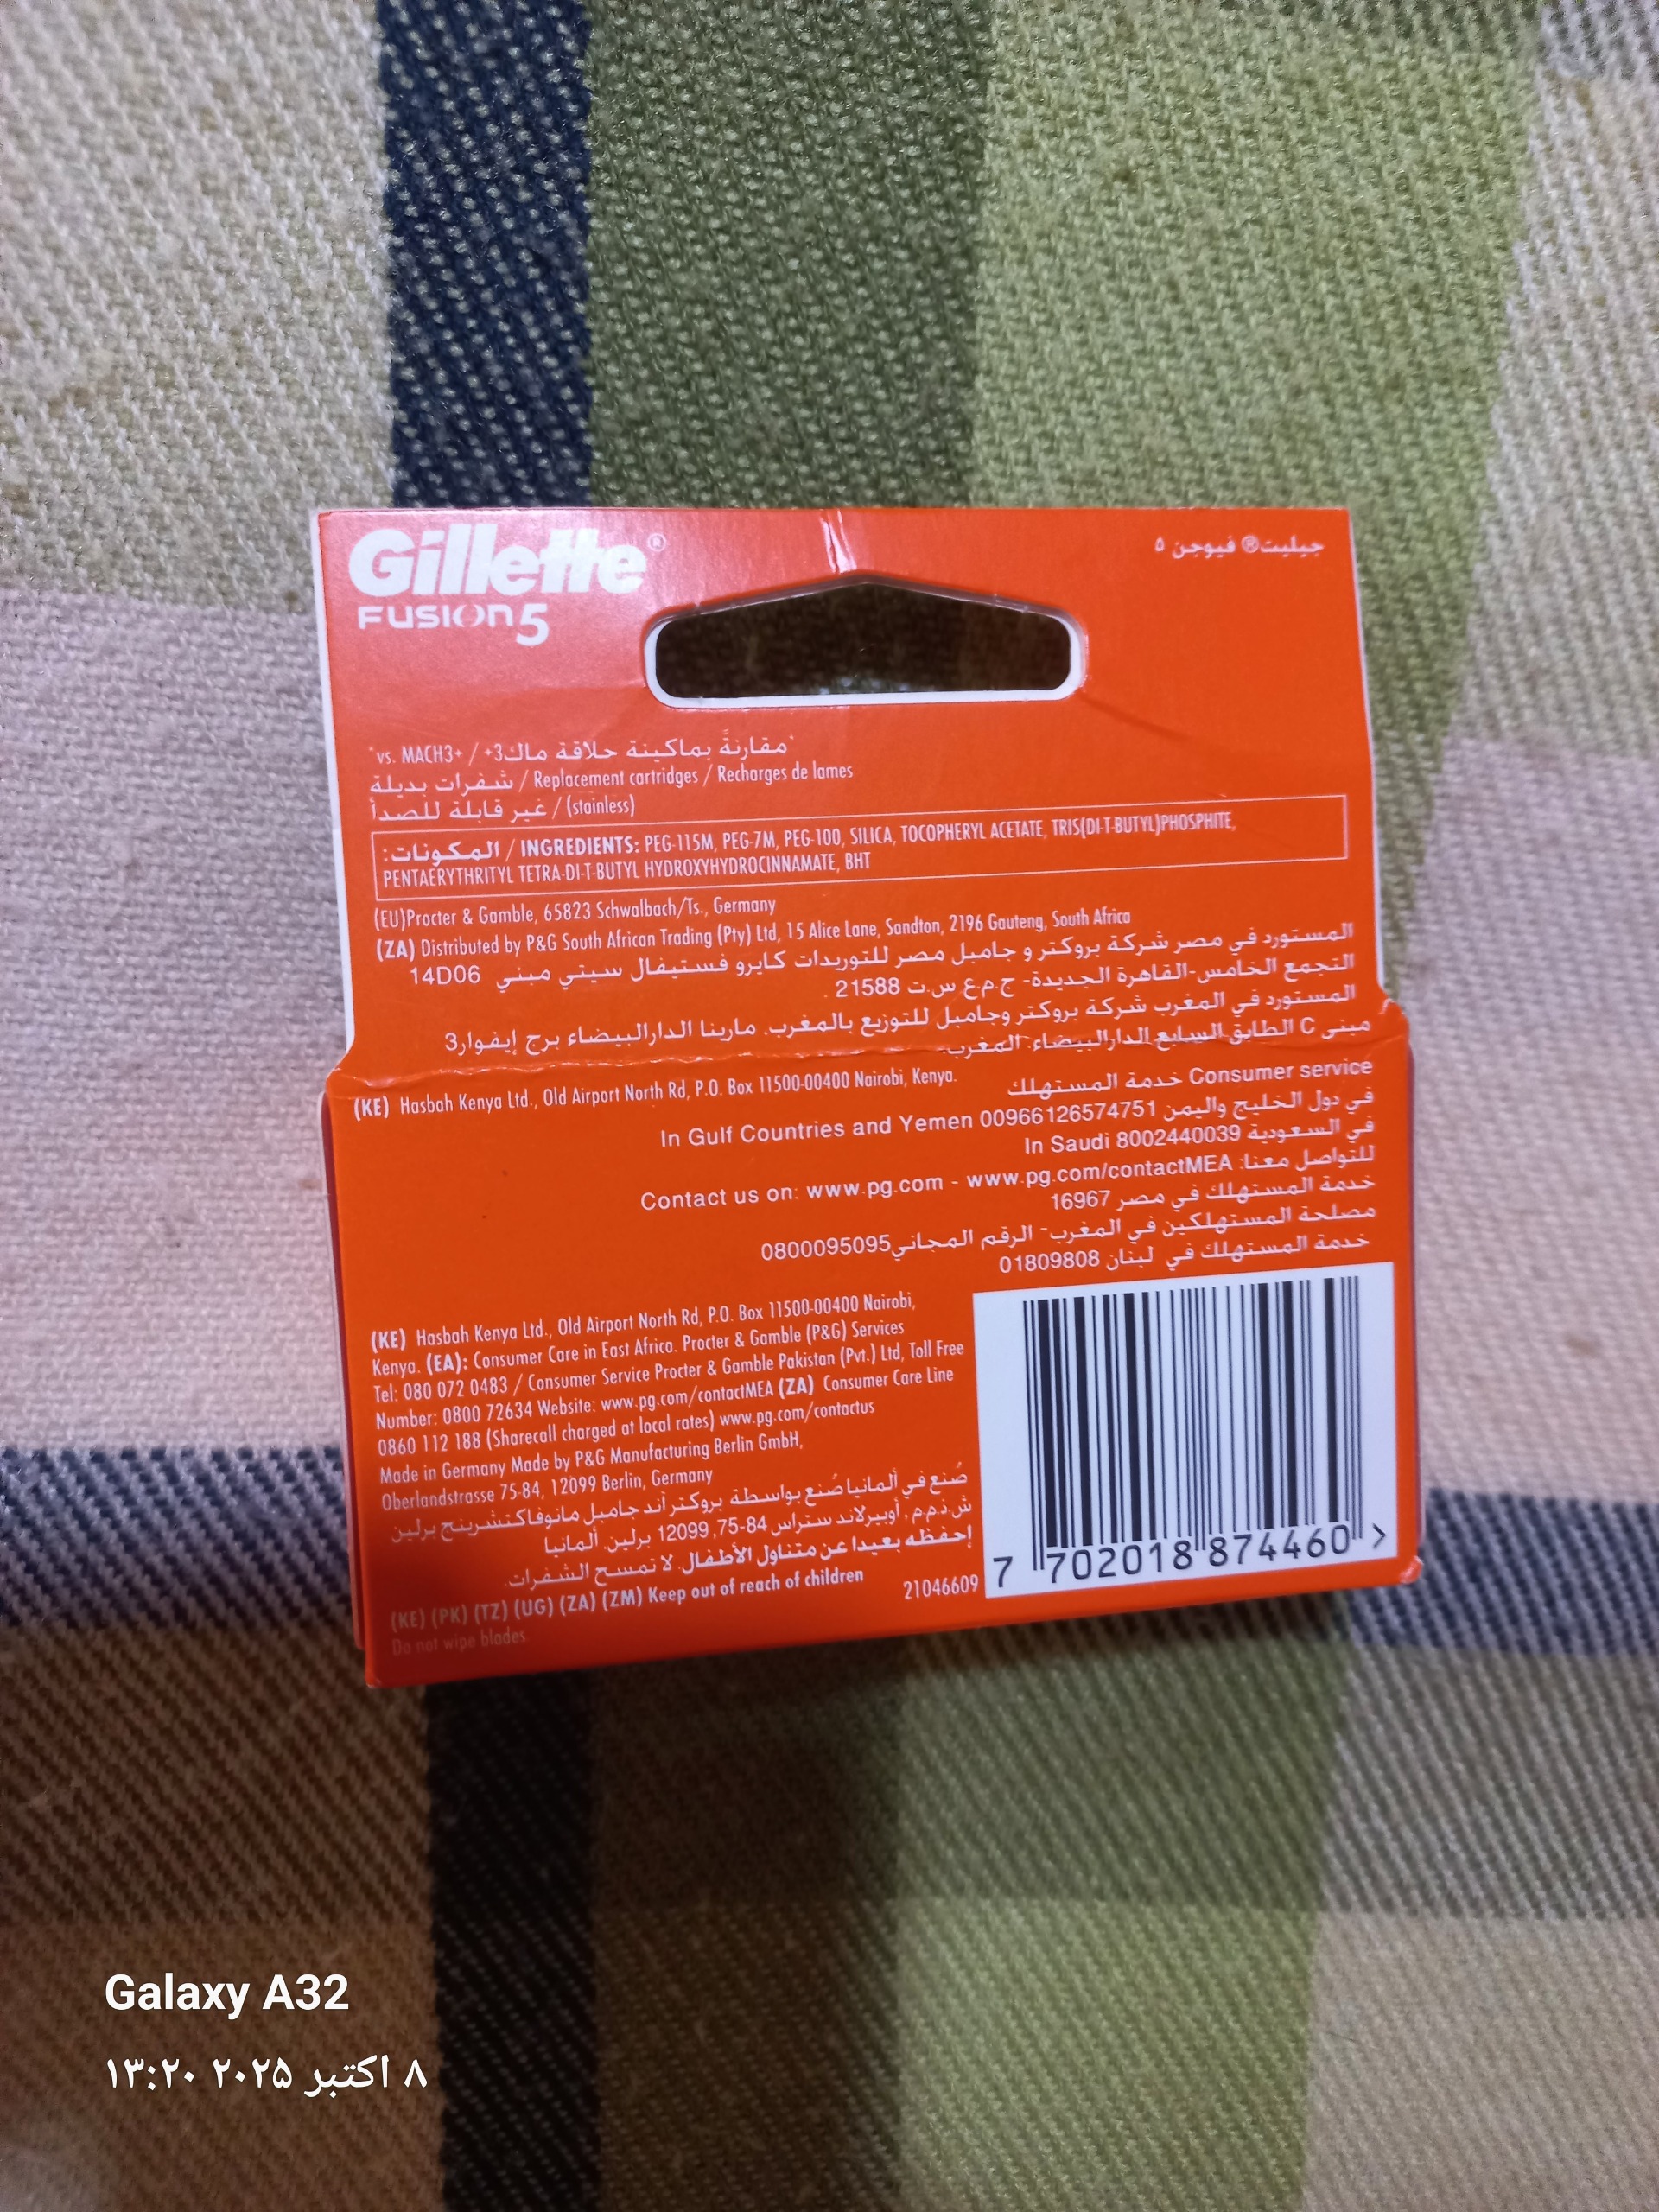 Gillette®
FUSION5
جيليت® فيوجن ٥
*vs. MACH3+ / +3مقارنةً بماكينة حلاقة ماك*
شفرات بديلة / Replacement cartridges / Recharges de lames
غير قابلة للصدأ / (stainless)
المكونات: / INGREDIENTS: PEG-115M, PEG-7M, PEG-100, SILICA, TOCOPHERYL ACETATE, TRIS(DI-T-BUTYL)PHOSPHITE,
PENTAERYTHRITYL TETRA-DI-T-BUTYL HYDROXYHYDROCINNAMATE, BHT
(EU)Procter & Gamble, 65823 Schwalbach/Ts., Germany
(ZA) Distributed by P&G South African Trading (Pty) Ltd, 15 Alice Lane, Sandton, 2196 Gauteng, South Africa
المستورد في مصر شركة بروكتر و جامبل مصر للتوريدات كايرو فستيفال سيتي مبني 14D06
التجمع الخامس-القاهرة الجديدة- ج.م.ع س.ت 21588 .
المستورد في المغرب شركة بروكتر وجامبل للتوزيع بالمغرب. مارينا الدارالبيضاء برج إيفوار3
مبنى C الطابق السابع الدارالبيضاء. المغرب.
(KE) Hasbah Kenya Ltd., Old Airport North Rd, P.O. Box 11500-00400 Nairobi, Kenya.
Consumer service خدمة المستهلك
في دول الخليج واليمن In Gulf Countries and Yemen 00966126574751
في السعودية In Saudi 8002440039
للتواصل معنا: Contact us on: www.pg.com - www.pg.com/contactMEA
خدمة المستهلك في مصر 16967
مصلحة المستهلكين في المغرب- الرقم المجاني0800095095
خدمة المستهلك في لبنان 01809808
(KE) Hasbah Kenya Ltd., Old Airport North Rd, P.O. Box 11500-00400 Nairobi,
Kenya. (EA): Consumer Care in East Africa. Procter & Gamble (P&G) Services
Tel: 080 072 0483 / Consumer Service Procter & Gamble Pakistan (Pvt.) Ltd, Toll Free
Number: 0800 72634 Website: www.pg.com/contactMEA (ZA) Consumer Care Line
0860 112 188 (Sharecall charged at local rates) www.pg.com/contactus
Made in Germany Made by P&G Manufacturing Berlin GmbH,
Oberlandstrasse 75-84, 12099 Berlin, Germany
صُنع في ألمانيا صُنع بواسطة بروكتر آند جامبل مانوفاكتشرينج برلين
ش.ذ.م.م, أوبيرلاند ستراس 84-75, 12099 برلين. ألمانيا
إحفظه بعيدا عن متناول الأطفال. لا تمسح الشفرات.
(KE) (PK) (TZ) (UG) (ZA) (ZM) Keep out of reach of children
Do not wipe blades.
21046609
7 702018 874460 >
Galaxy A32
۸ اکتبر ۲۰۲۵ ۱۳:۲۰